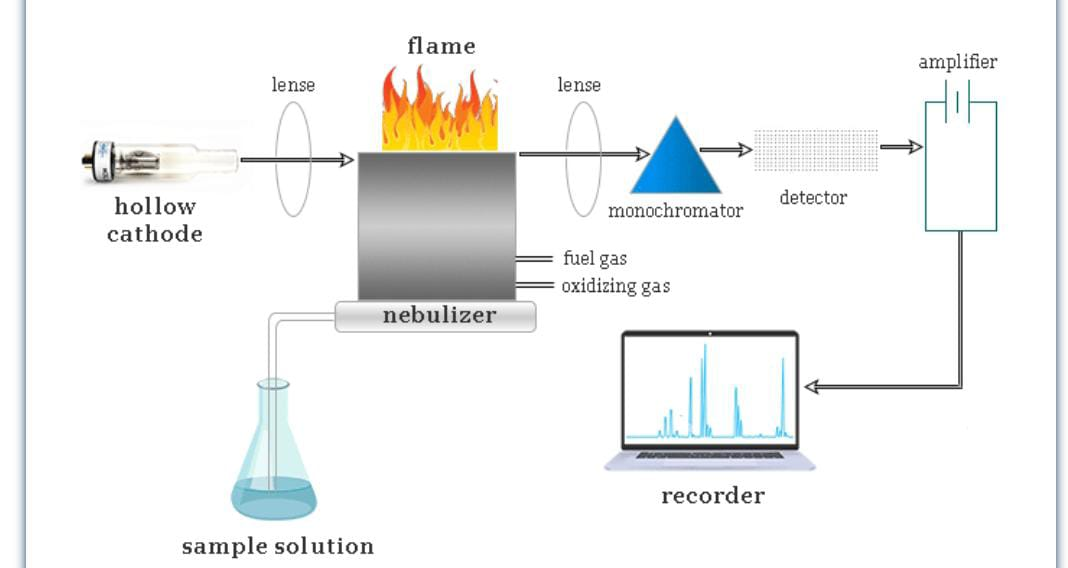 flame
amplifier
lense
lense
hollow
cathode
monochromator
detector
fuel gas
oxidizing gas
nebulizer
recorder
sample solution